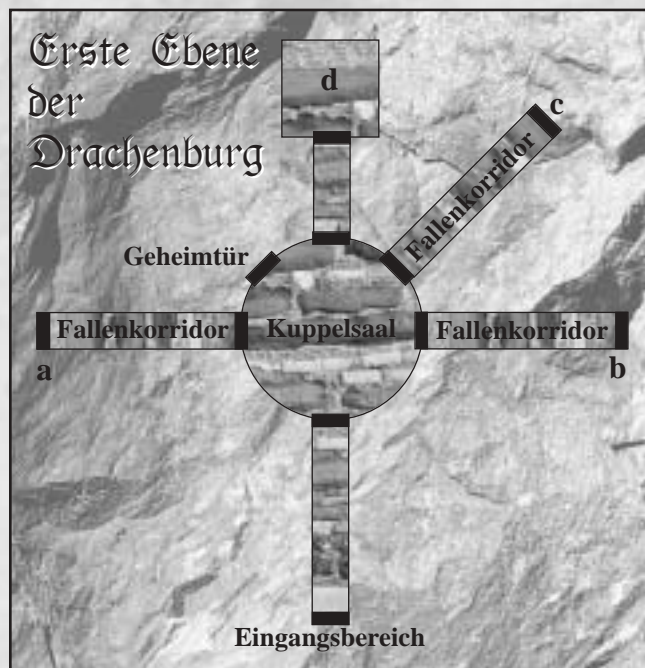 Erste Ebene
der
Drachenburg
d
c
Fallenkorridor
Geheimtür
Fallenkorridor
Kuppelsaal
Fallenkorridor
a
b
Eingangsbereich